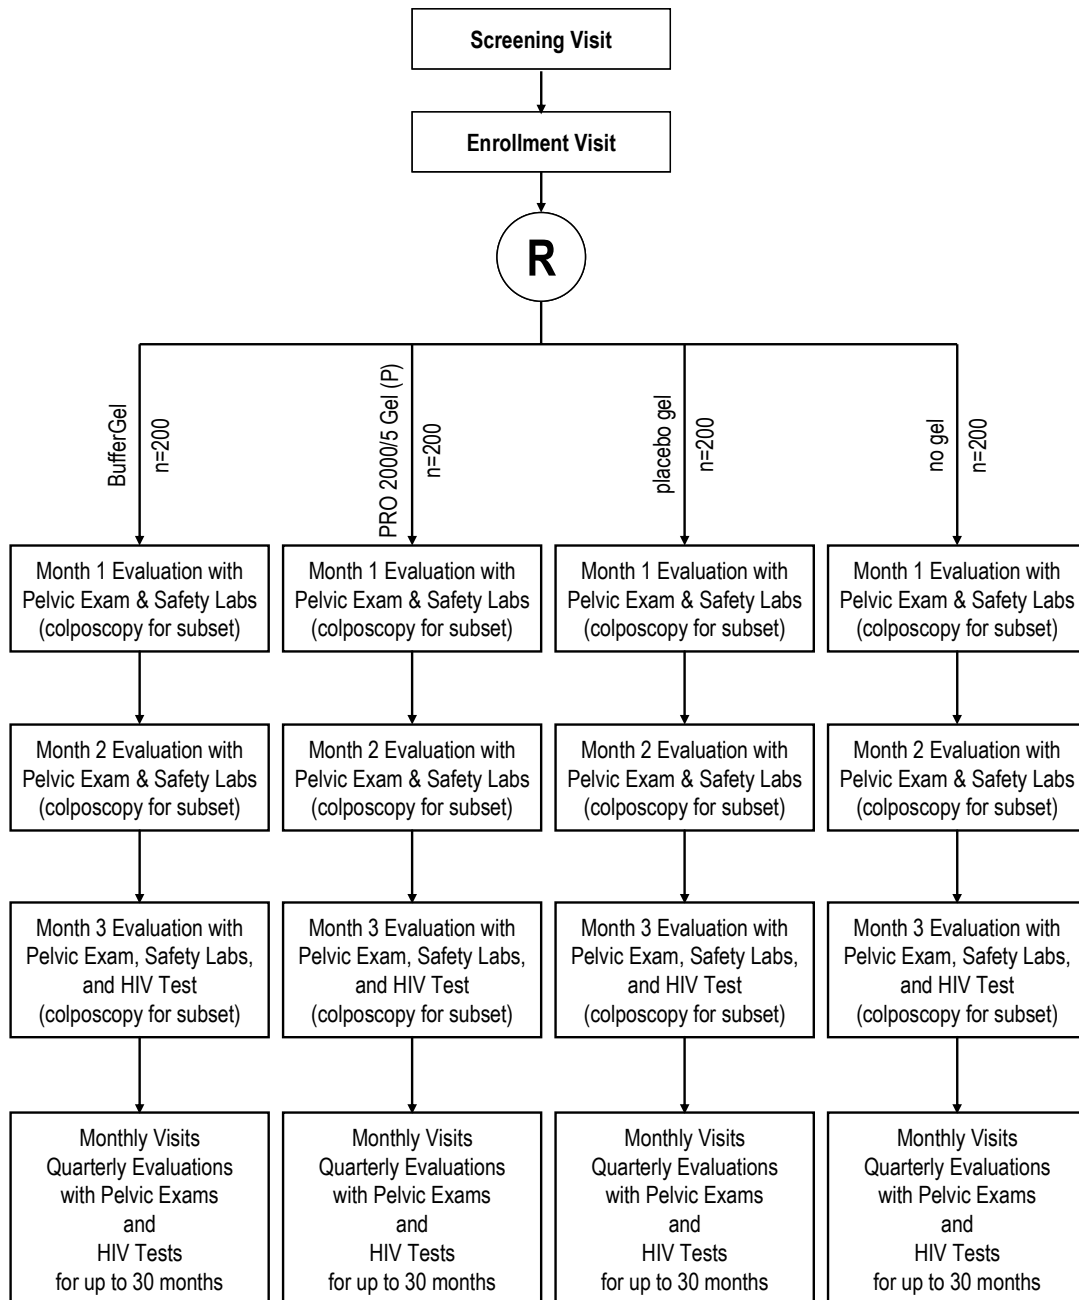 Screening Visit
Enrollment Visit
R
BufferGel
n=200
PRO 2000/5 Gel (P)
n=200
placebo gel
n=200
no gel
n=200
Month 1 Evaluation with
Pelvic Exam & Safety Labs
(colposcopy for subset)
Month 1 Evaluation with
Pelvic Exam & Safety Labs
(colposcopy for subset)
Month 1 Evaluation with
Pelvic Exam & Safety Labs
(colposcopy for subset)
Month 1 Evaluation with
Pelvic Exam & Safety Labs
(colposcopy for subset)
Month 2 Evaluation with
Pelvic Exam & Safety Labs
(colposcopy for subset)
Month 2 Evaluation with
Pelvic Exam & Safety Labs
(colposcopy for subset)
Month 2 Evaluation with
Pelvic Exam & Safety Labs
(colposcopy for subset)
Month 2 Evaluation with
Pelvic Exam & Safety Labs
(colposcopy for subset)
Month 3 Evaluation with
Pelvic Exam, Safety Labs,
and HIV Test
(colposcopy for subset)
Month 3 Evaluation with
Pelvic Exam, Safety Labs,
and HIV Test
(colposcopy for subset)
Month 3 Evaluation with
Pelvic Exam, Safety Labs,
and HIV Test
(colposcopy for subset)
Month 3 Evaluation with
Pelvic Exam, Safety Labs,
and HIV Test
(colposcopy for subset)
Monthly Visits
Quarterly Evaluations
with Pelvic Exams
and
HIV Tests
for up to 30 months
Monthly Visits
Quarterly Evaluations
with Pelvic Exams
and
HIV Tests
for up to 30 months
Monthly Visits
Quarterly Evaluations
with Pelvic Exams
and
HIV Tests
for up to 30 months
Monthly Visits
Quarterly Evaluations
with Pelvic Exams
and
HIV Tests
for up to 30 months